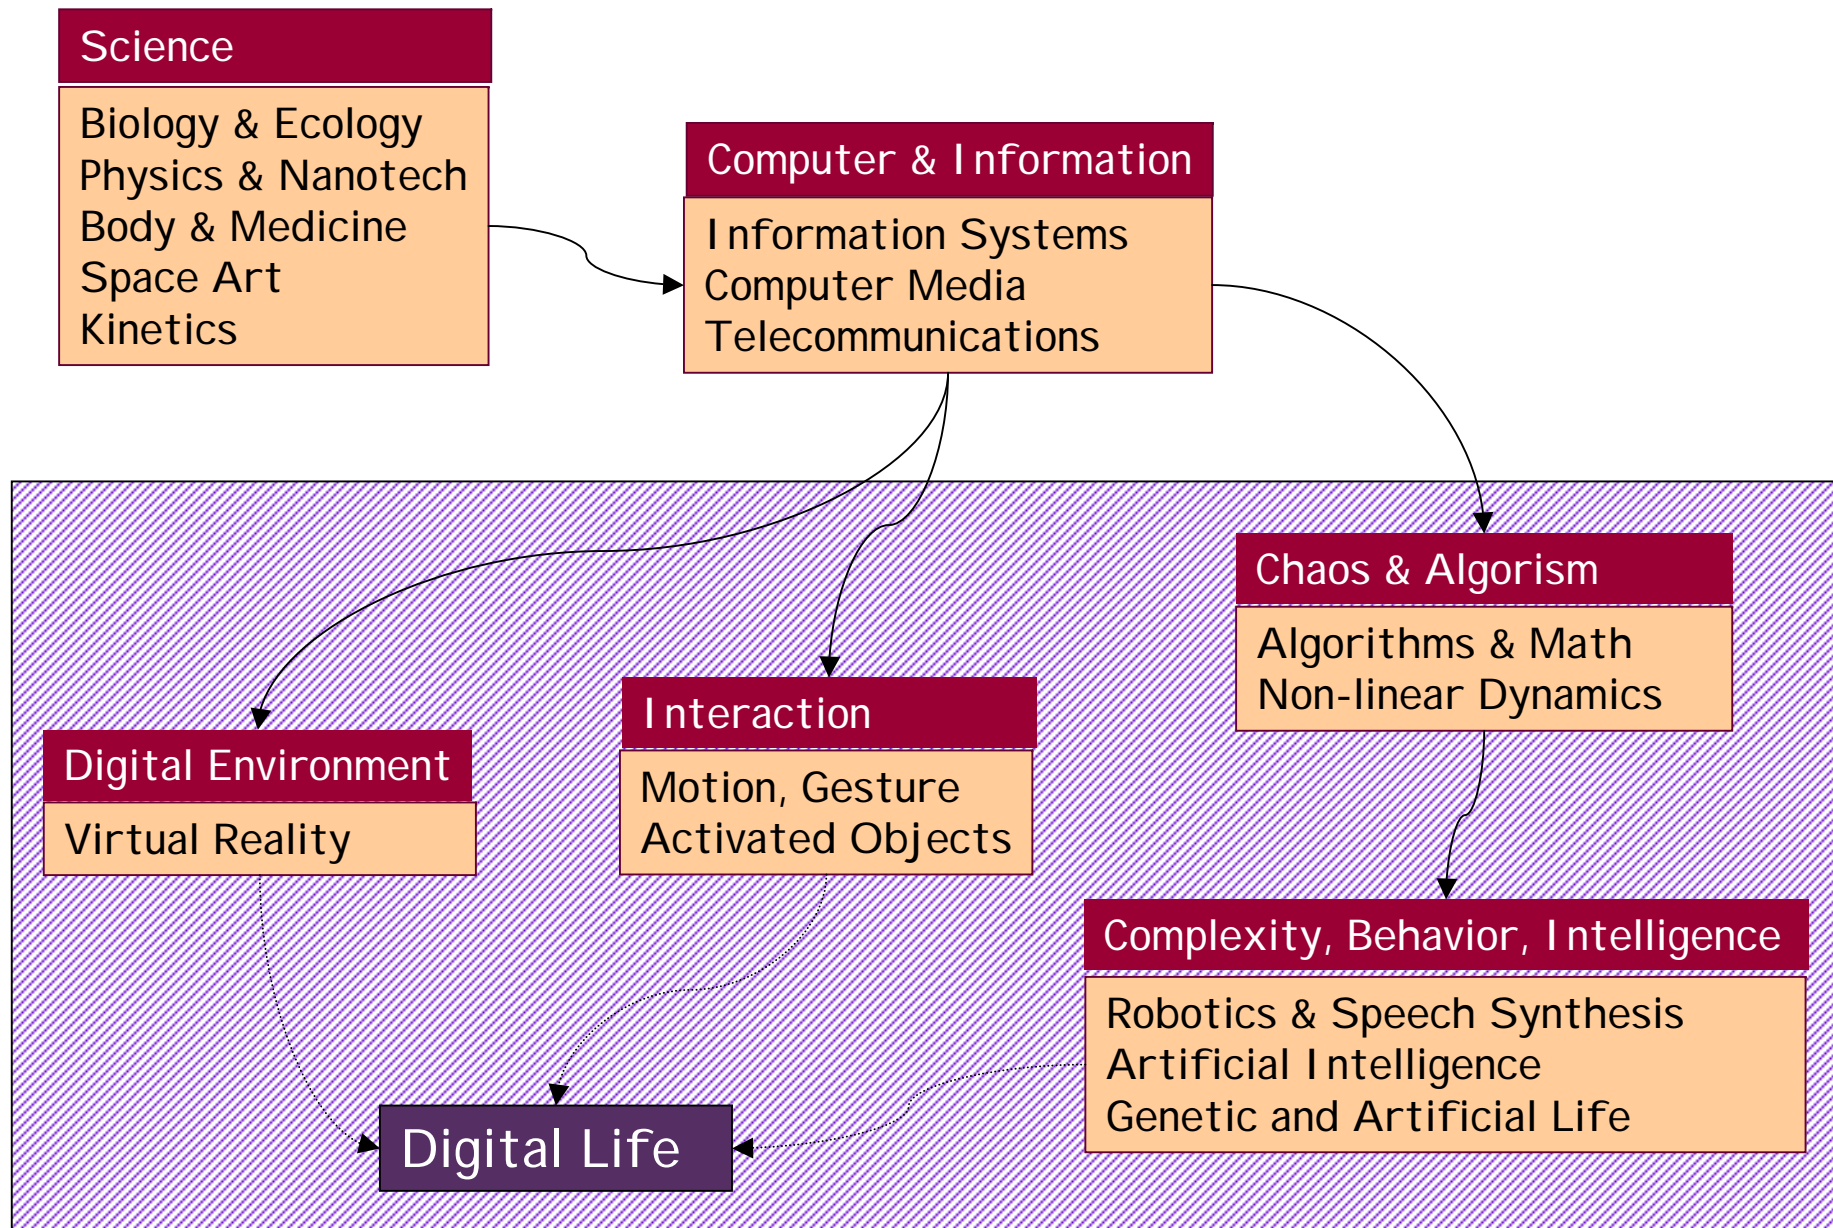 Science
Biology & Ecology
Physics & Nanotech
Body & Medicine
Space Art
Kinetics
Computer & Information
Information Systems
Computer Media
Telecommunications
Chaos & Algorism
Algorithms & Math
Non-linear Dynamics
Interaction
Motion, Gesture
Activated Objects
Digital Environment
Virtual Reality
Complexity, Behavior, Intelligence
Robotics & Speech Synthesis
Artificial Intelligence
Genetic and Artificial Life
Digital Life